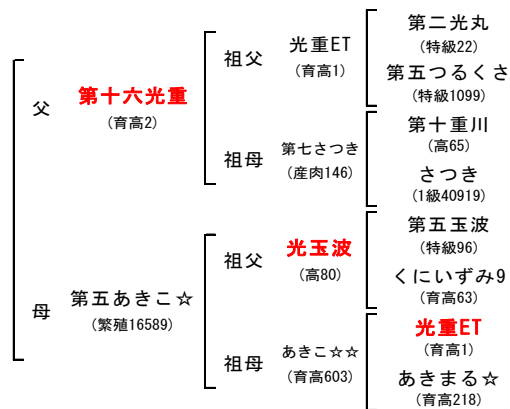 父
第十六光重
(育高2)
祖父
光重ET
(育高1)
第二光丸
(特級22)
第五つるくさ
(特級1099)
祖母
第七さつき
(産肉146)
第十重川
(高65)
さつき
(1級40919)
母
第五あきこ☆
(繁殖16589)
祖父
光玉波
(高80)
第五玉波
(特級96)
くにいずみ9
(育高63)
祖母
あきこ☆☆
(育高603)
光重ET
(育高1)
あきまる☆
(育高218)